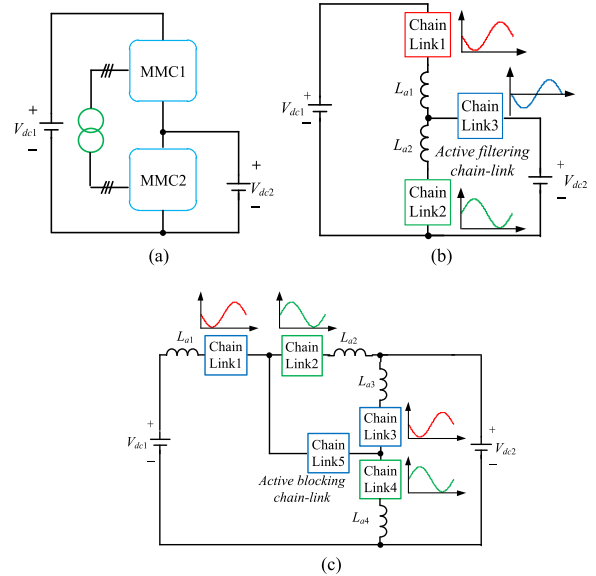 MMC1
+
V_dc1
−
MMC2
+
V_dc2
−
(a)
Chain
Link1
L_a1
+
V_dc1
−
Chain
Link3
L_a2
Active filtering
chain-link
Chain
Link2
+
V_dc2
−
(b)
L_a1
Chain
Link1
Chain
Link2
L_a2
L_a3
+
V_dc1
−
Chain
Link3
+
V_dc2
−
Chain
Link5
Active blocking
chain-link
Chain
Link4
L_a4
(c)